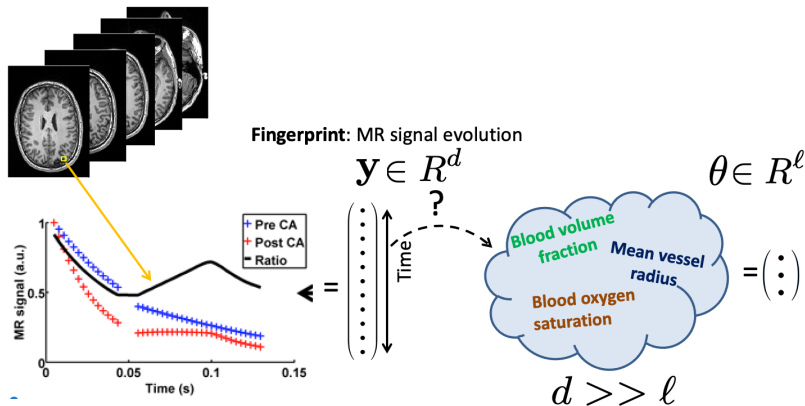 Fingerprint: MR signal evolution
y ∈ R^d
θ ∈ R^ℓ
?
Pre CA
Post CA
Ratio
MR signal (a.u.)
1
0.5
0
0
0.05
0.1
0.15
Time (s)
=
Time
Blood volume
fraction
Mean vessel
radius
Blood oxygen
saturation
=
d >> ℓ